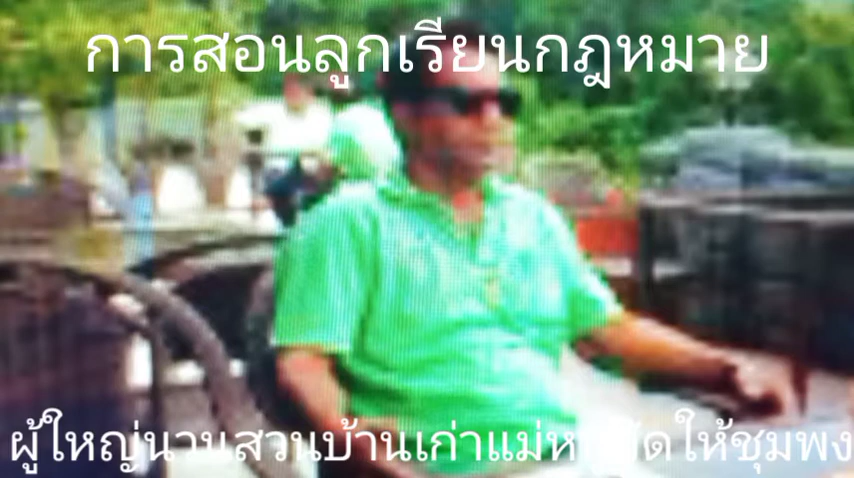 การสอนลูกเรียนกฎหมาย
ผู้ใหญ่นวนสวนบ้านเก่าแม่ ให้ชุมพง